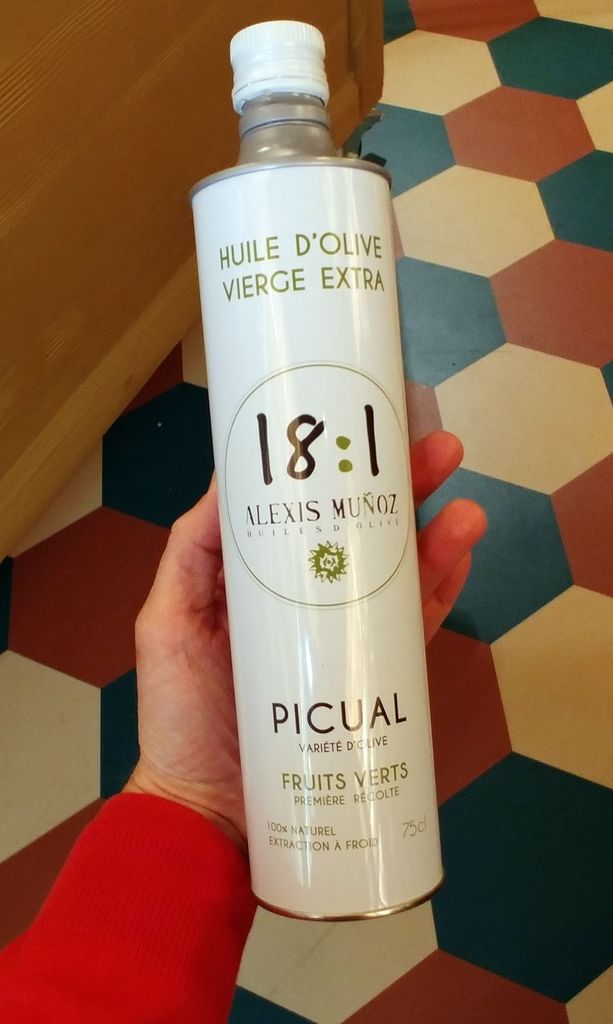 HUILE D'OLIVE
VIERGE EXTRA
18:1
ALEXIS MUÑOZ
HUILES D'OLIVE
PICUAL
VARIÉTÉ D'OLIVE
FRUITS VERTS
PREMIÈRE RÉCOLTE
100% NATUREL
EXTRACTION À FROID
75cl